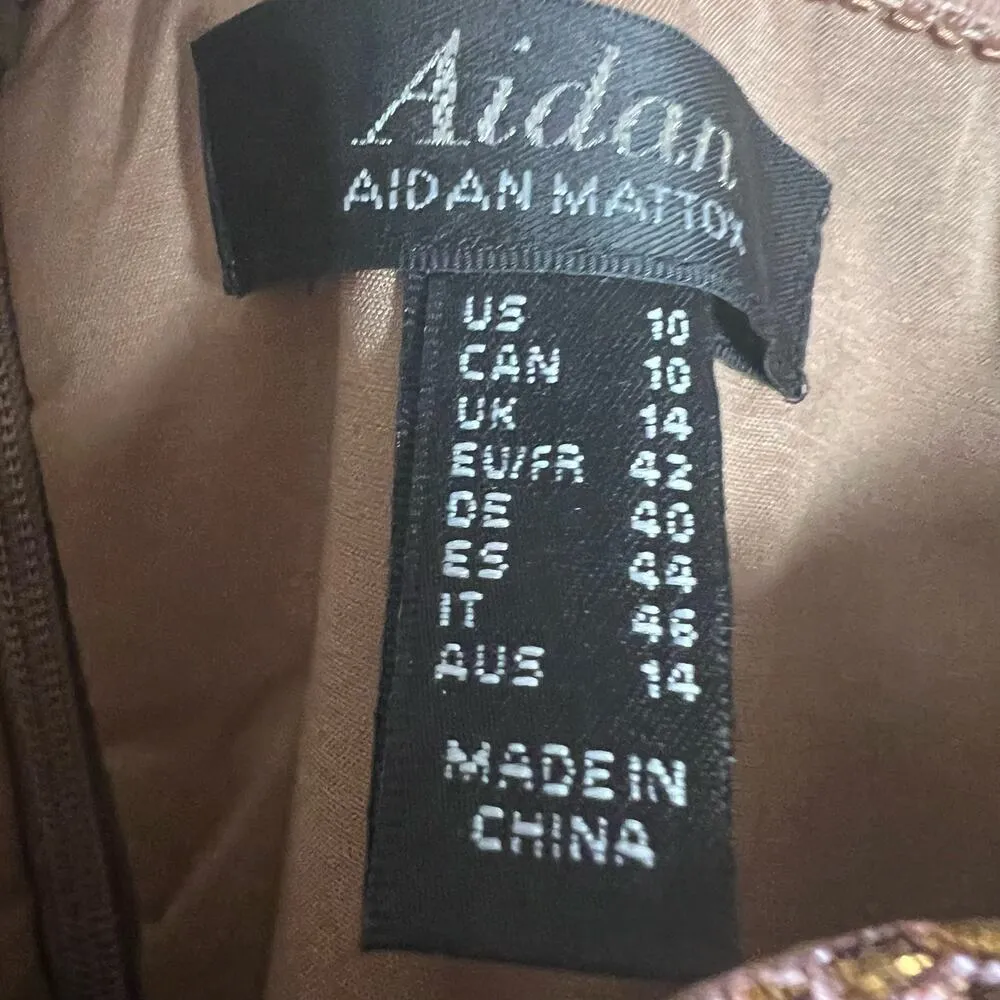 Aidan
AIDAN MATTOX
US 10
CAN 10
UK 14
EU/FR 42
DE 40
ES 44
IT 46
AUS 14
MADE IN
CHINA